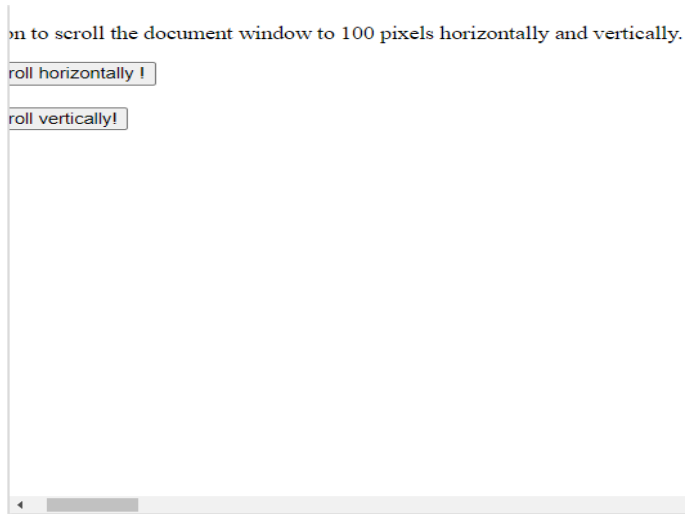 on to scroll the document window to 100 pixels horizontally and vertically.
roll horizontally !
roll vertically!